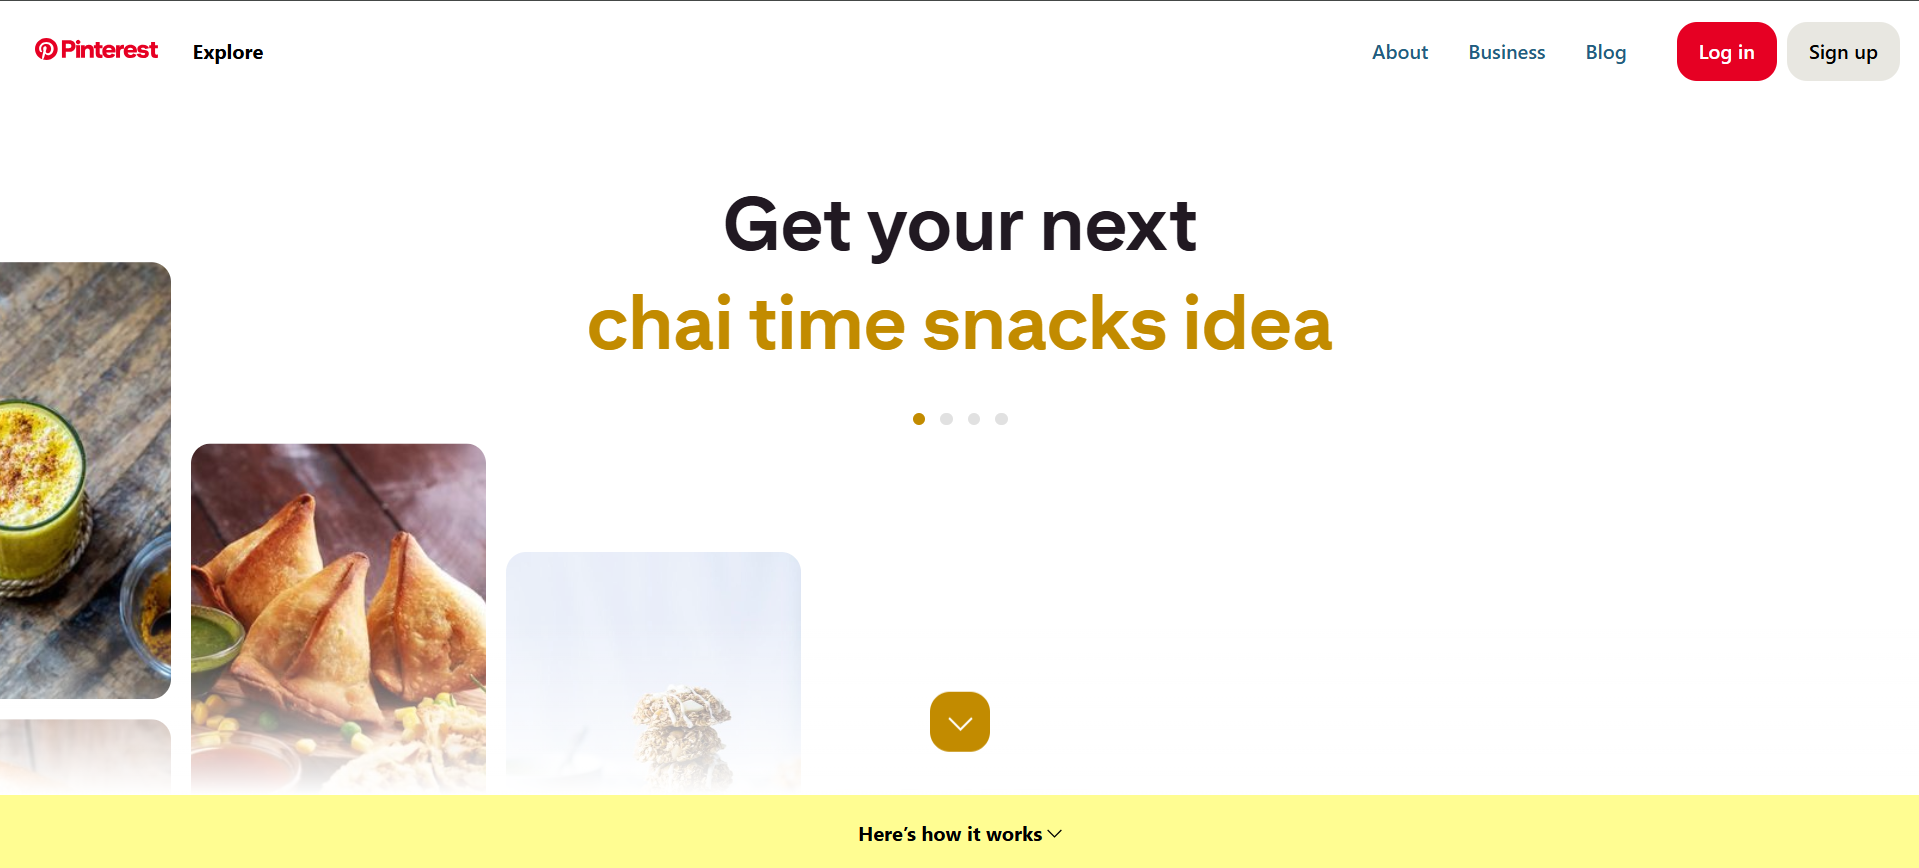 Pinterest Explore About Business Blog Log in Sign up
Get your next
chai time snacks idea
Here’s how it works